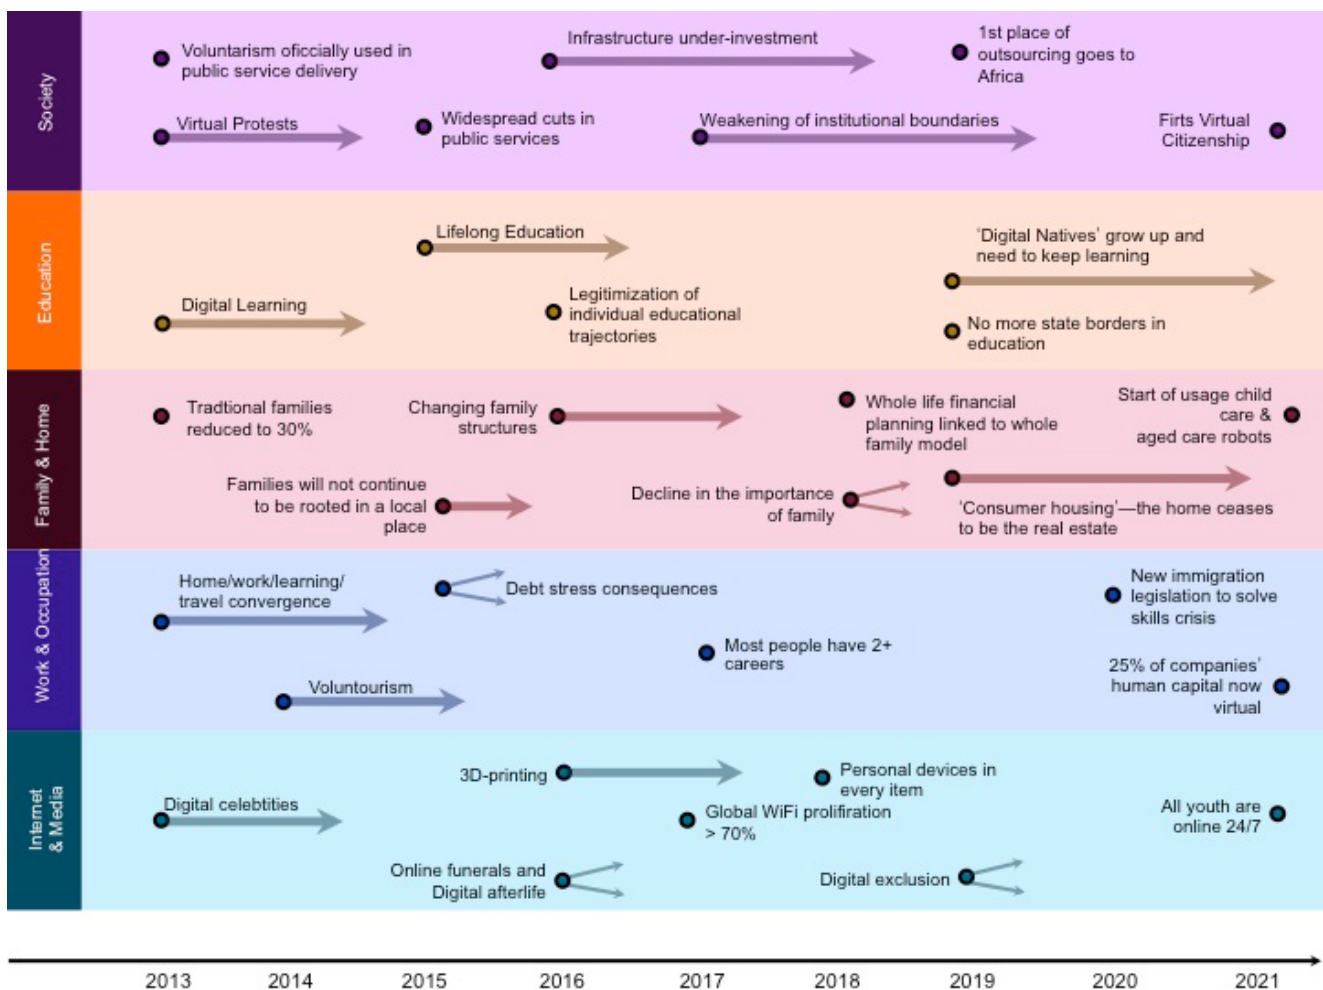 Society
Voluntarism oficcially used in
public service delivery
Infrastructure under-investment
1st place of
outsourcing goes to
Africa
Virtual Protests
Widespread cuts in
public services
Weakening of institutional boundaries
Firts Virtual
Citizenship
Education
Lifelong Education
'Digital Natives' grow up and
need to keep learning
Digital Learning
Legitimization of
individual educational
trajectories
No more state borders in
education
Family & Home
Tradtional families
reduced to 30%
Changing family
structures
Whole life financial
planning linked to whole
family model
Start of usage child
care &
aged care robots
Families will not continue
to be rooted in a local
place
Decline in the importance
of family
'Consumer housing'—the home ceases
to be the real estate
Work & Occupation
Home/work/learning/
travel convergence
Debt stress consequences
New immigration
legislation to solve
skills crisis
Most people have 2+
careers
Voluntourism
25% of companies'
human capital now
virtual
Internet
& Media
3D-printing
Personal devices in
every item
Digital celebtities
Global WiFi prolifiration
> 70%
All youth are
online 24/7
Online funerals and
Digital afterlife
Digital exclusion
2013 2014 2015 2016 2017 2018 2019 2020 2021